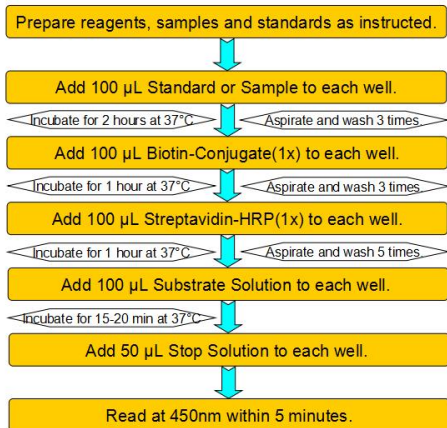 Prepare reagents, samples and standards as instructed.
Add 100 µL Standard or Sample to each well.
Incubate for 2 hours at 37°C
Aspirate and wash 3 times.
Add 100 µL Biotin-Conjugate(1x) to each well.
Incubate for 1 hour at 37°C
Aspirate and wash 3 times.
Add 100 µL Streptavidin-HRP(1x) to each well.
Incubate for 1 hour at 37°C
Aspirate and wash 5 times.
Add 100 µL Substrate Solution to each well.
Incubate for 15-20 min at 37°C
Add 50 µL Stop Solution to each well.
Read at 450nm within 5 minutes.